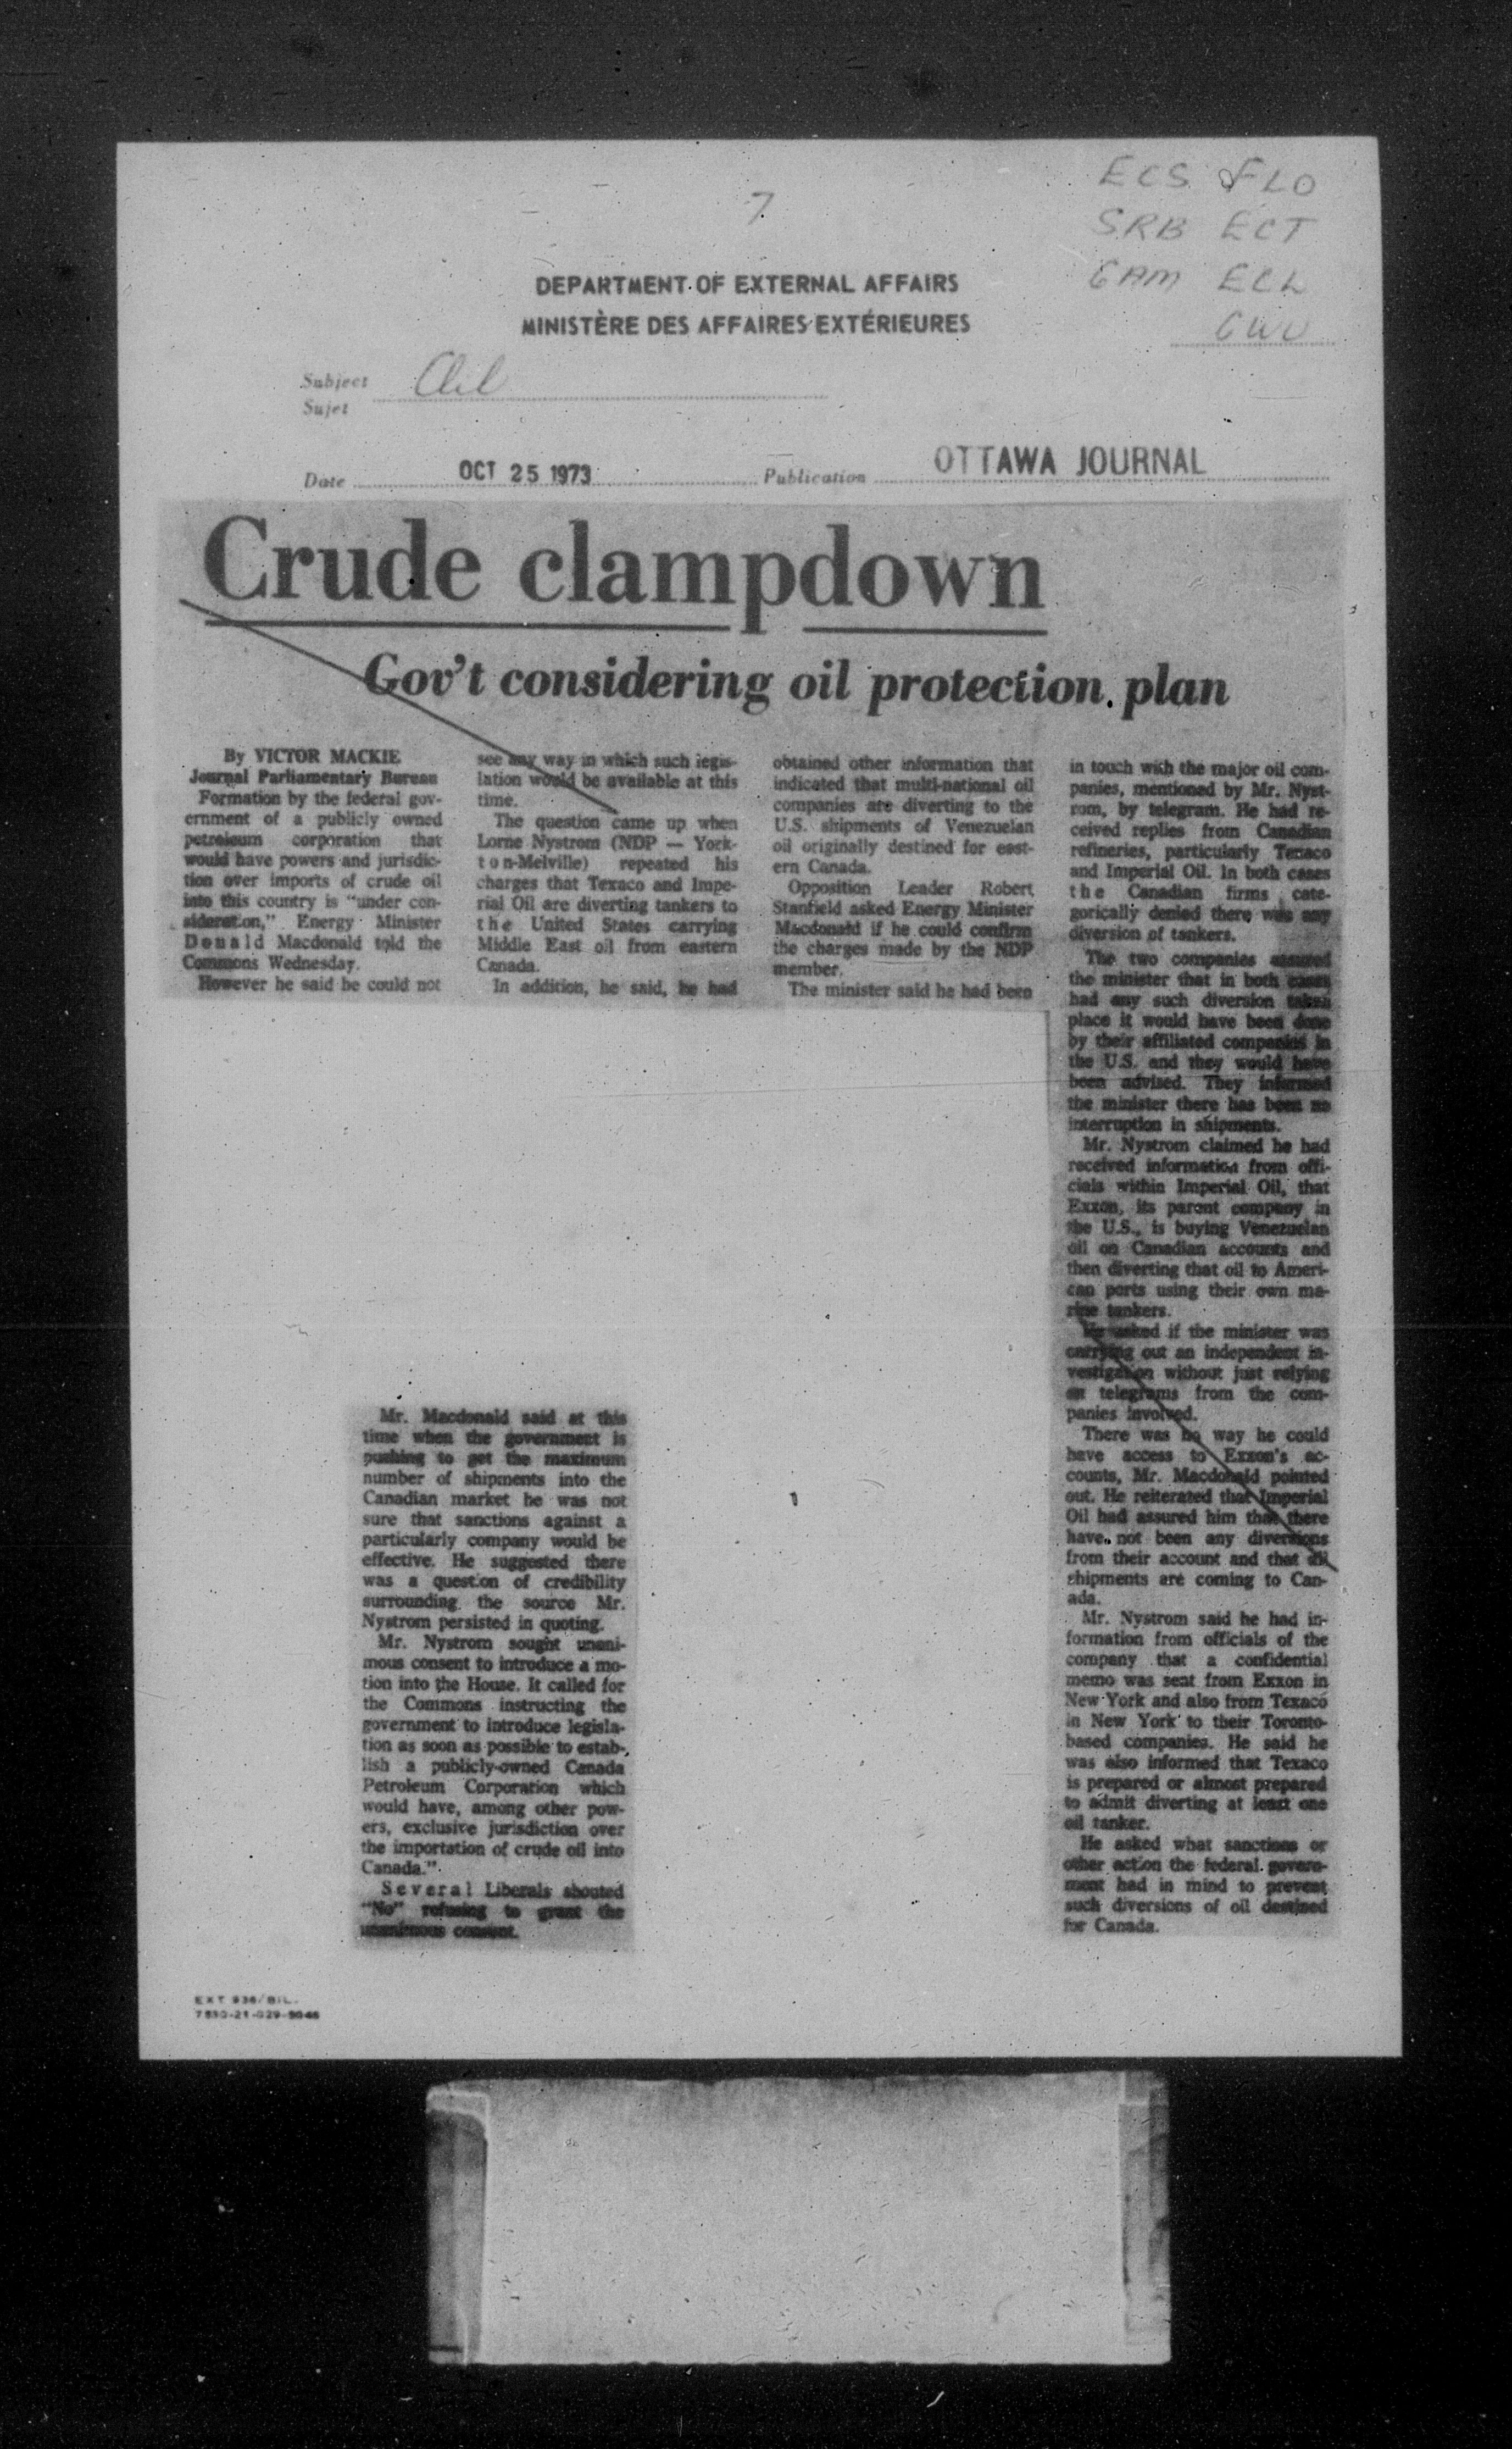 7
ECS FLO
SRB ECT
GAM ECL
GWU
DEPARTMENT OF EXTERNAL AFFAIRS
MINISTÈRE DES AFFAIRES EXTÉRIEURES
Subject
Sujet
Oil
Date OCT 25 1973 Publication OTTAWA JOURNAL
Crude clampdown
Gov't considering oil protection plan
By VICTOR MACKIE
Journal Parliamentary Bureau
Formation by the federal gov-
ernment of a publicly owned
petroleum corporation that
would have powers and jurisdic-
tion over imports of crude oil
into this country is "under con-
sideration," Energy Minister
Donald Macdonald told the
Commons Wednesday.
However he said he could not
see any way in which such legis-
lation would be available at this
time.
The question came up when
Lorne Nystrom (NDP — York-
ton-Melville) repeated his
charges that Texaco and Impe-
rial Oil are diverting tankers to
the United States carrying
Middle East oil from eastern
Canada.
In addition, he said, he had
obtained other information that
indicated that multi-national oil
companies are diverting to the
U.S. shipments of Venezuelan
oil originally destined for east-
ern Canada.
Opposition Leader Robert
Stanfield asked Energy Minister
Macdonald if he could confirm
the charges made by the NDP
member.
The minister said he had been
in touch with the major oil com-
panies, mentioned by Mr. Nyst-
rom, by telegram. He had re-
ceived replies from Canadian
refineries, particularly Texaco
and Imperial Oil. In both cases
the Canadian firms cate-
gorically denied there was any
diversion of tankers.
The two companies assured
the minister that in both cases
had any such diversion taken
place it would have been done
by their affiliated companies in
the U.S. and they would have
been advised. They informed
the minister there has been no
interruption in shipments.
Mr. Nystrom claimed he had
received information from offi-
cials within Imperial Oil, that
Exxon, its parent company in
the U.S., is buying Venezuelan
oil on Canadian accounts and
then diverting that oil to Ameri-
can ports using their own ma-
rine tankers.
He asked if the minister was
carrying out an independent in-
vestigation without just relying
on telegrams from the com-
panies involved.
There was no way he could
have access to Exxon's ac-
counts, Mr. Macdonald pointed
out. He reiterated that Imperial
Oil had assured him that there
have not been any diversions
from their account and that all
shipments are coming to Can-
ada.
Mr. Nystrom said he had in-
formation from officials of the
company that a confidential
memo was sent from Exxon in
New York and also from Texaco
in New York to their Toronto-
based companies. He said he
was also informed that Texaco
is prepared or almost prepared
to admit diverting at least one
oil tanker.
He asked what sanctions or
other action the federal govern-
ment had in mind to prevent
such diversions of oil destined
for Canada.
Mr. Macdonald said at this
time when the government is
pushing to get the maximum
number of shipments into the
Canadian market he was not
sure that sanctions against a
particularly company would be
effective. He suggested there
was a question of credibility
surrounding the source Mr.
Nystrom persisted in quoting.
Mr. Nystrom sought unani-
mous consent to introduce a mo-
tion into the House. It called for
the Commons instructing the
government to introduce legisla-
tion as soon as possible to estab-
lish a publicly-owned Canada
Petroleum Corporation which
would have, among other pow-
ers, exclusive jurisdiction over
the importation of crude oil into
Canada."
Several Liberals shouted
"No" refusing to grant the
unanimous consent.
EXT 936/BIL.
7530-21-029-5046